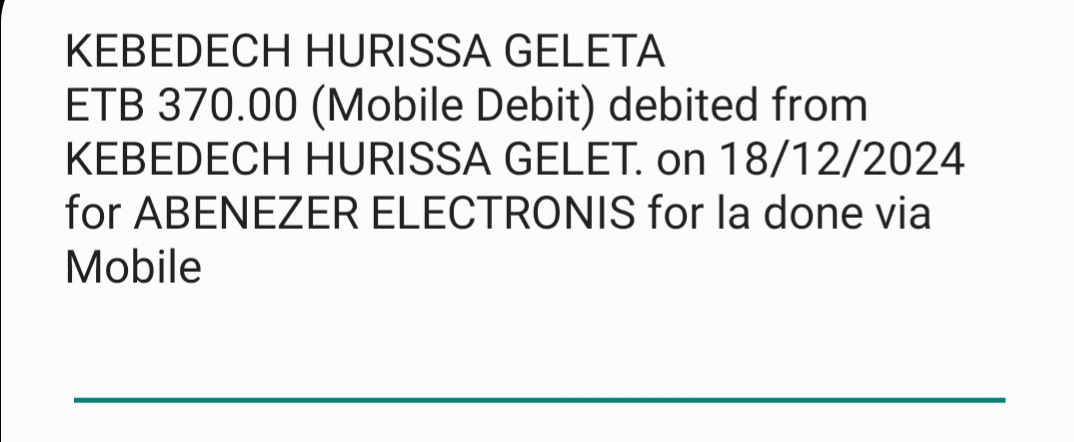 KEBEDECH HURISSA GELETA
ETB 370.00 (Mobile Debit) debited from
KEBEDECH HURISSA GELET. on 18/12/2024
for ABENEZER ELECTRONIS for la done via
Mobile